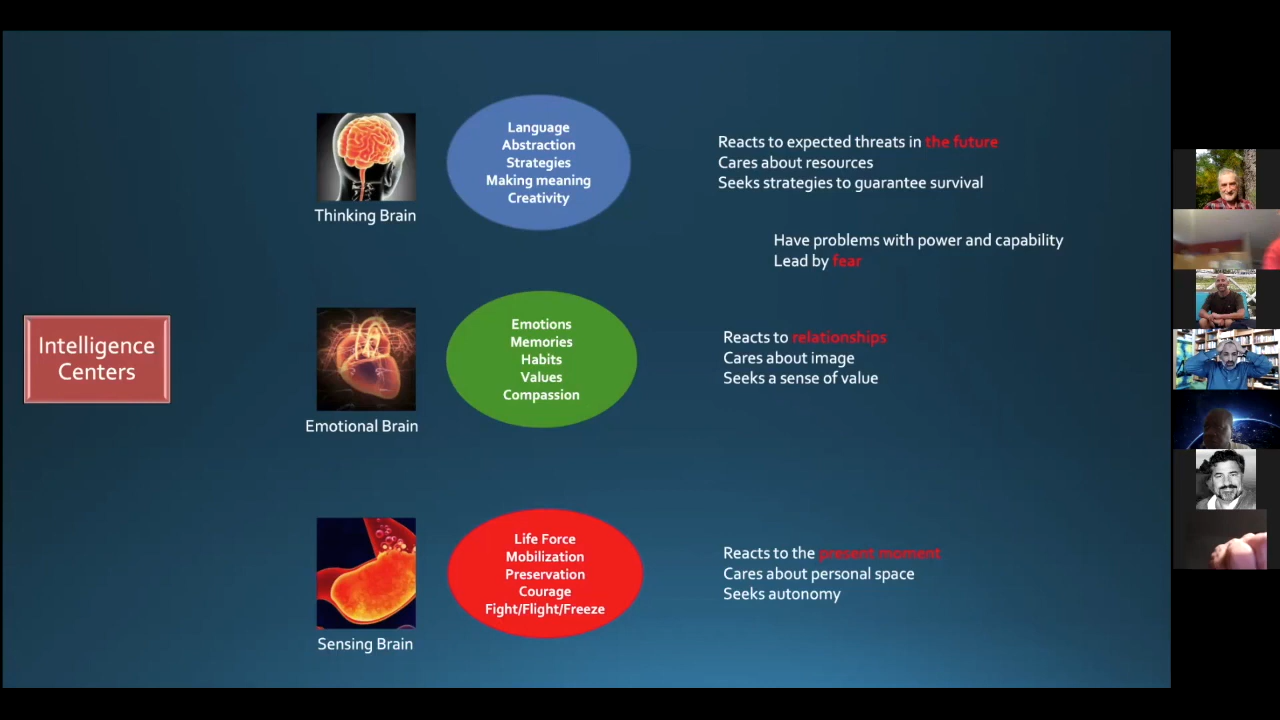 Intelligence
Centers
Thinking Brain
Language
Abstraction
Strategies
Making meaning
Creativity
Reacts to expected threats in the future
Cares about resources
Seeks strategies to guarantee survival
Have problems with power and capability
Lead by fear
Emotional Brain
Emotions
Memories
Habits
Values
Compassion
Reacts to relationships
Cares about image
Seeks a sense of value
Sensing Brain
Life Force
Mobilization
Preservation
Courage
Fight/Flight/Freeze
Reacts to the present moment
Cares about personal space
Seeks autonomy